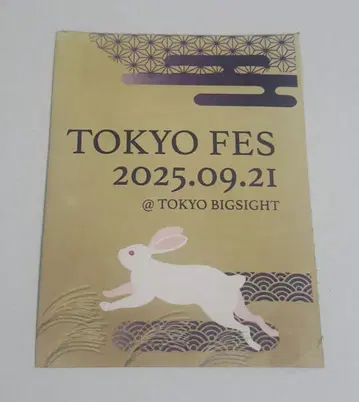 TOKYO FES
2025.09.21
@ TOKYO BIGSIGHT